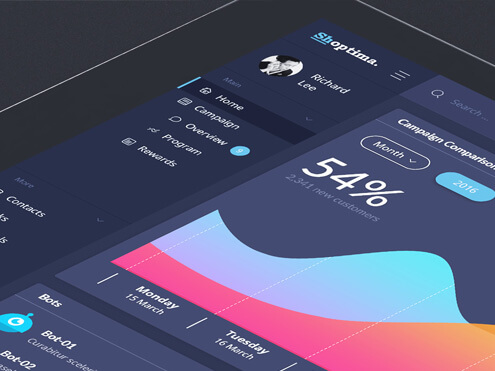 Shoptima.
Richard
Lee
Main
Home
Campaign
Overview
Program
Rewards
More
Contacts
Search...
Campaign Comparison
Month
2016
54%
2,341 new customers
Monday
15 March
Tuesday
16 March
Bots
Bot-01
Curabitur
Bot-02